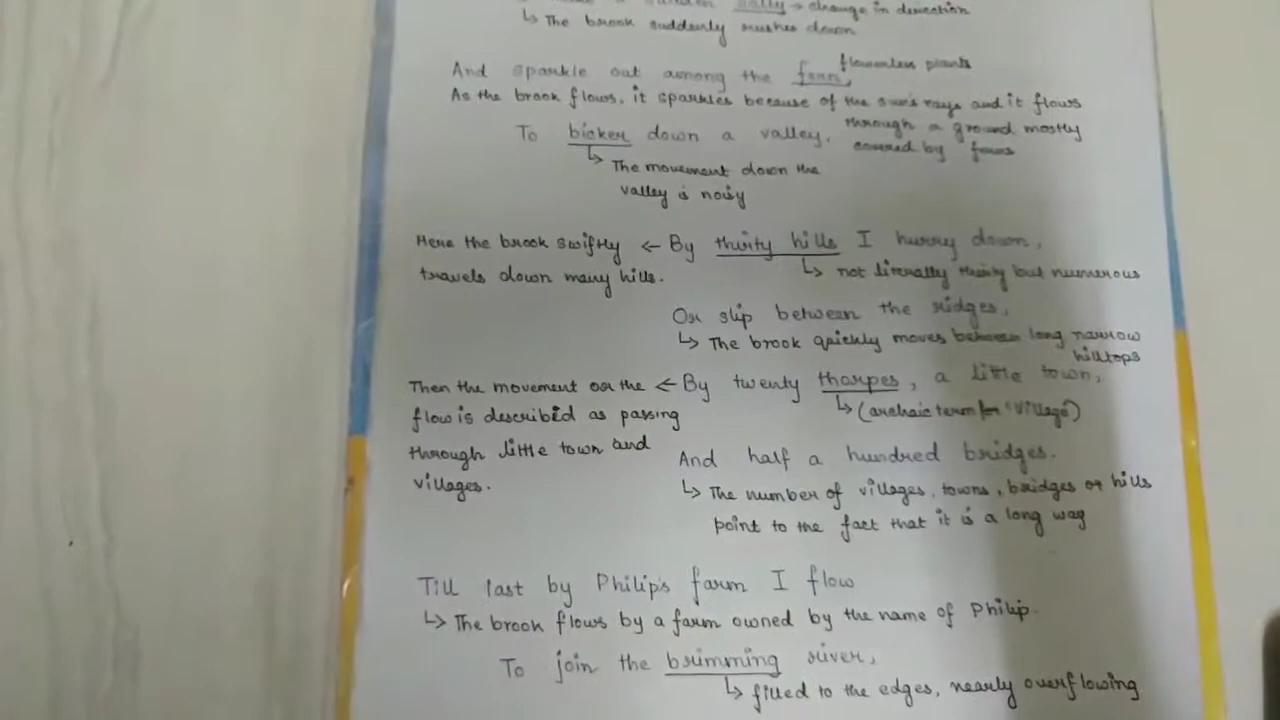 sally → change in direction
↳ The brook suddenly rushes down
flowerless plants
And sparkle out among the fern,
As the brook flows, it sparkles because of the sun's rays and it flows
through a ground mostly
covered by ferns
To bicker down a valley.
↳ The movement down the
valley is noisy
Here the brook swiftly ← By thirty hills I hurry down,
travels down many hills.
↳ not literally thirty but numerous
Or slip between the ridges,
↳ The brook quickly moves between long narrow
hilltops
Then the movement or the ← By twenty thorpes, a little town,
flow is described as passing
↳ (archaic term for 'village')
through little town and
villages.
And half a hundred bridges.
↳ The number of villages, towns, bridges or hills
point to the fact that it is a long way
Till last by Philip's farm I flow
↳ The brook flows by a farm owned by the name of Philip.
To join the brimming river,
↳ filled to the edges, nearly overflowing